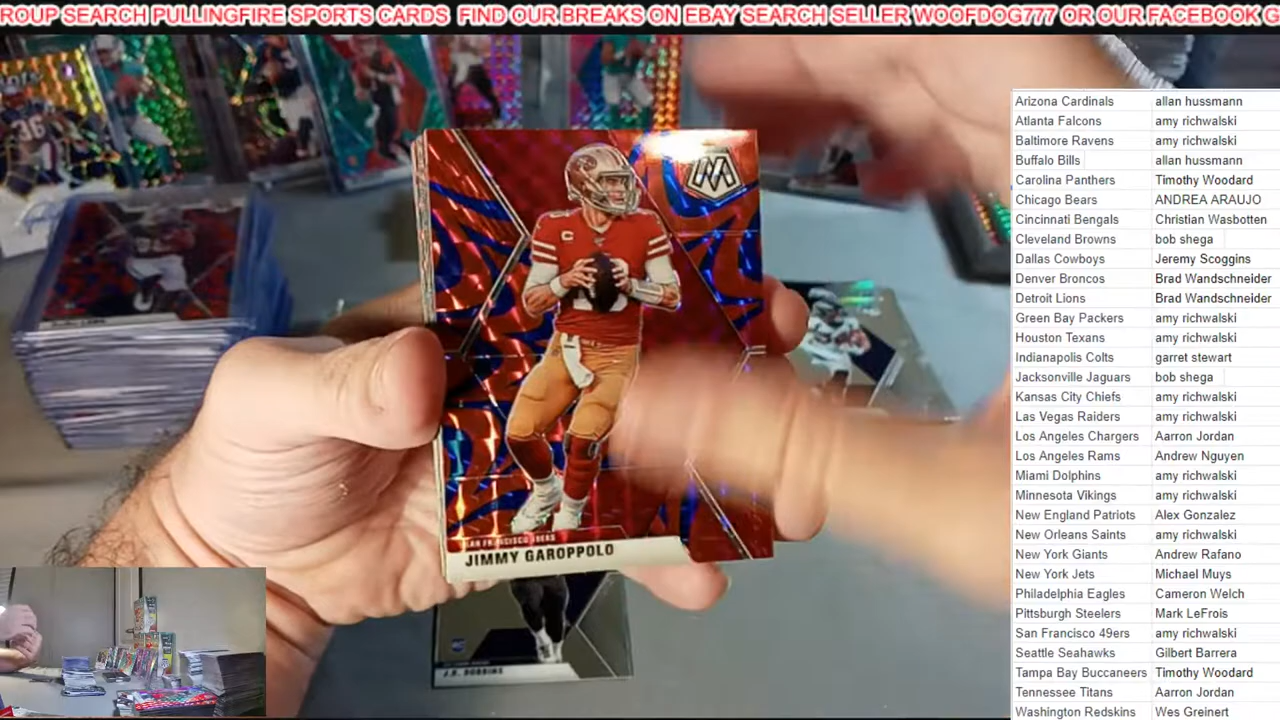 ROUP SEARCH PULLINGFIRE SPORTS CARDS FIND OUR BREAKS ON EBAY SEARCH SELLER WOOFDOG777 OR OUR FACEBOOK G
36
M
C
SAN FRANCISCO 49ERS
JIMMY GAROPPOLO
RC
J.K. DOBBINS
Arizona Cardinals allan hussmann
Atlanta Falcons amy richwalski
Baltimore Ravens amy richwalski
Buffalo Bills allan hussmann
Carolina Panthers Timothy Woodard
Chicago Bears ANDREA ARAUJO
Cincinnati Bengals Christian Wasbotten
Cleveland Browns bob shega
Dallas Cowboys Jeremy Scoggins
Denver Broncos Brad Wandschneider
Detroit Lions Brad Wandschneider
Green Bay Packers amy richwalski
Houston Texans amy richwalski
Indianapolis Colts garret stewart
Jacksonville Jaguars bob shega
Kansas City Chiefs amy richwalski
Las Vegas Raiders amy richwalski
Los Angeles Chargers Aarron Jordan
Los Angeles Rams Andrew Nguyen
Miami Dolphins amy richwalski
Minnesota Vikings amy richwalski
New England Patriots Alex Gonzalez
New Orleans Saints amy richwalski
New York Giants Andrew Rafano
New York Jets Michael Muys
Philadelphia Eagles Cameron Welch
Pittsburgh Steelers Mark LeFrois
San Francisco 49ers amy richwalski
Seattle Seahawks Gilbert Barrera
Tampa Bay Buccaneers Timothy Woodard
Tennessee Titans Aarron Jordan
Washington Redskins Wes Greinert